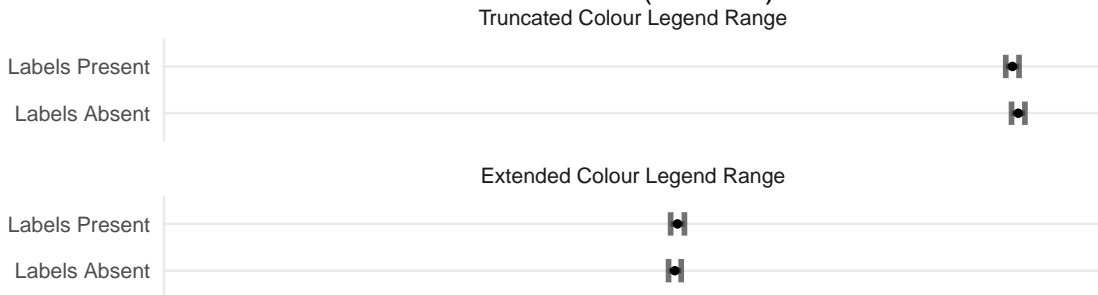 Truncated Colour Legend Range
Labels Present
Labels Absent
Extended Colour Legend Range
Labels Present
Labels Absent